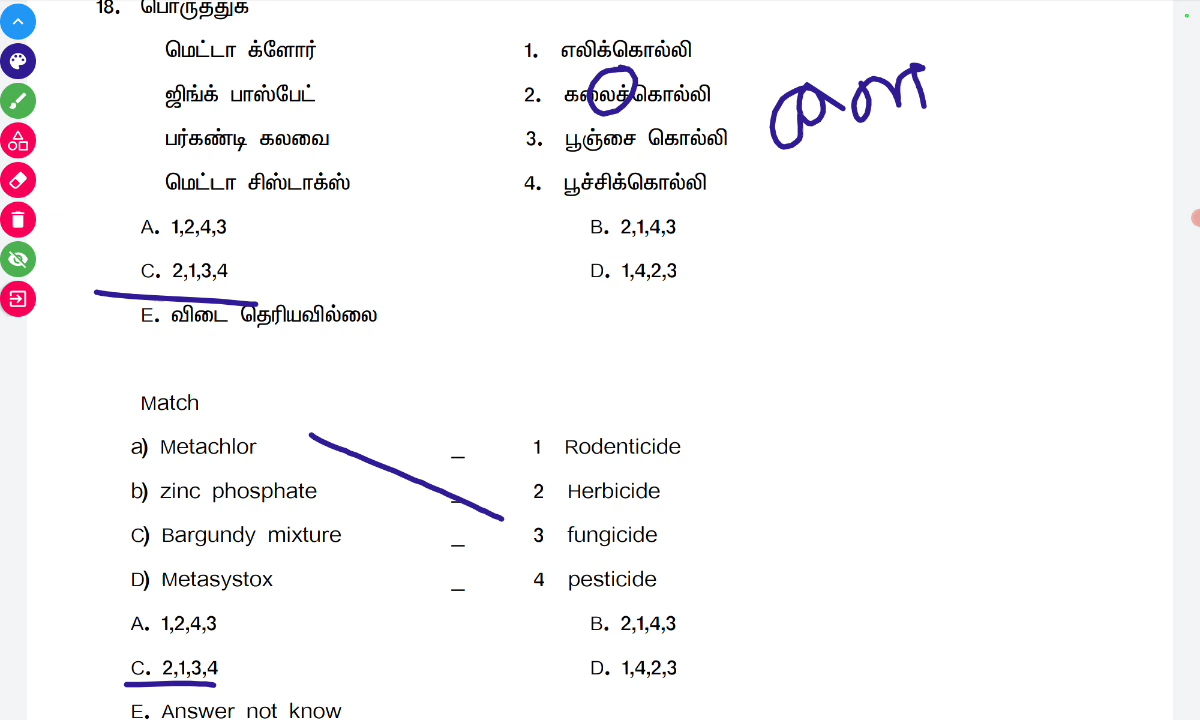 18. பொருத்துக
மெட்டா க்ளோர் 1. எலிக்கொல்லி
ஜிங்க் பாஸ்பேட் 2. கலைக்கொல்லி
பர்கண்டி கலவை 3. பூஞ்சை கொல்லி
மெட்டா சிஸ்டாக்ஸ் 4. பூச்சிக்கொல்லி
A. 1,2,4,3 B. 2,1,4,3
C. 2,1,3,4 D. 1,4,2,3
E. விடை தெரியவில்லை
Match
a) Metachlor _ 1 Rodenticide
b) zinc phosphate _ 2 Herbicide
C) Bargundy mixture _ 3 fungicide
D) Metasystox _ 4 pesticide
A. 1,2,4,3 B. 2,1,4,3
C. 2,1,3,4 D. 1,4,2,3
E. Answer not know